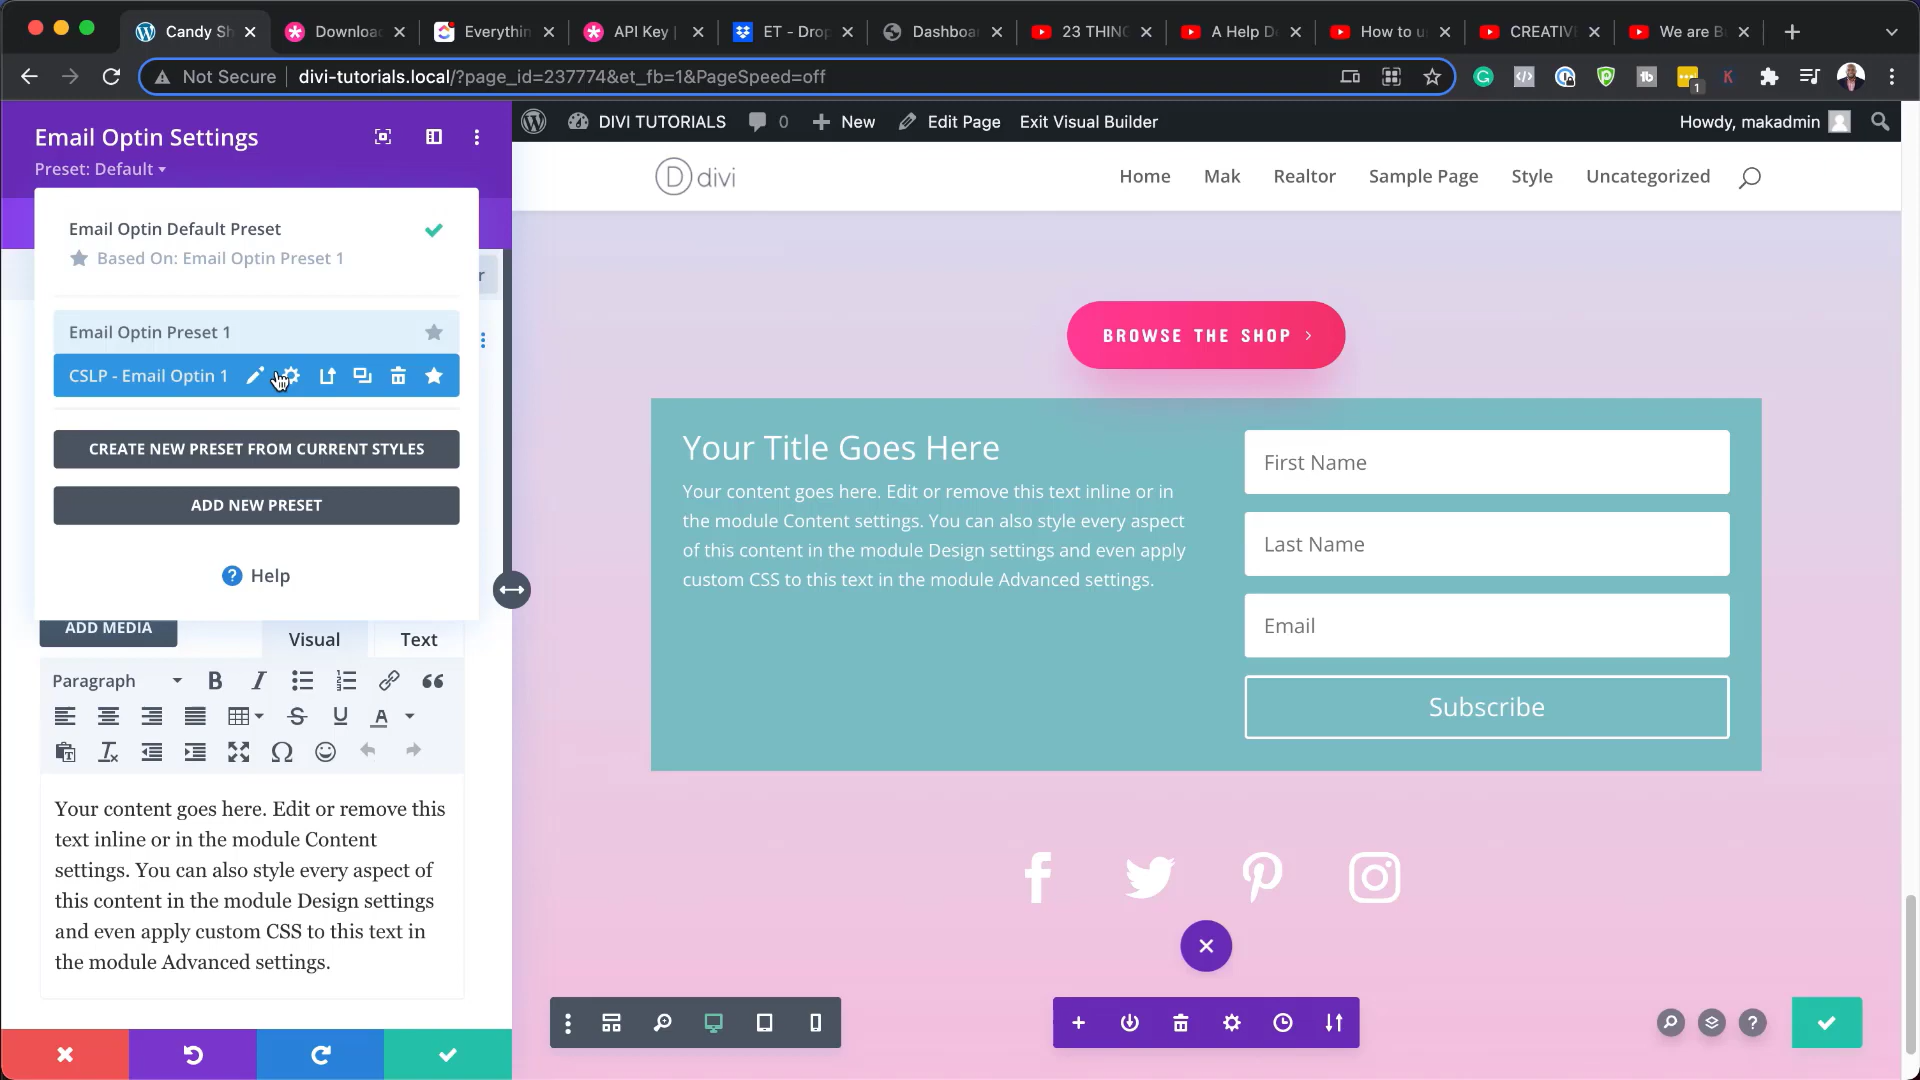 Candy Sh
Downloa
Everythin
API Key |
ET - Drop
Dashboa
23 THING
A Help D
How to u
CREATIV
We are B
Not Secure
divi-tutorials.local/?page_id=237774&et_fb=1&PageSpeed=off
1
DIVI TUTORIALS
0
New
Edit Page
Exit Visual Builder
Howdy, makadmin
Email Optin Settings
Preset: Default
Email Optin Default Preset
Based On: Email Optin Preset 1
Email Optin Preset 1
CSLP - Email Optin 1
CREATE NEW PRESET FROM CURRENT STYLES
ADD NEW PRESET
Help
ADD MEDIA
Visual
Text
Paragraph
Your content goes here. Edit or remove this
text inline or in the module Content
settings. You can also style every aspect
of this content in the module Design settings
and even apply custom CSS to this text in
the module Advanced settings.
divi
Home
Mak
Realtor
Sample Page
Style
Uncategorized
BROWSE THE SHOP
Your Title Goes Here
Your content goes here. Edit or remove this text inline or in
the module Content settings. You can also style every aspect
of this content in the module Design settings and even apply
custom CSS to this text in the module Advanced settings.
First Name
Last Name
Email
Subscribe